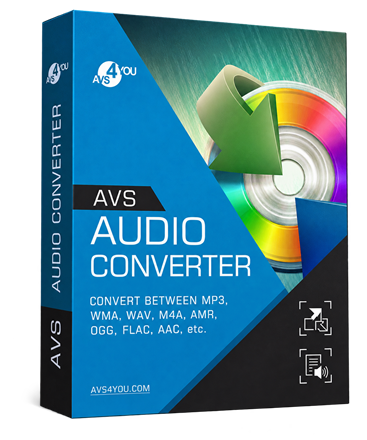 AVS4YOU
AVS AUDIO CONVERTER
AVS
AUDIO
CONVERTER
CONVERT BETWEEN MP3,
WMA, WAV, M4A, AMR,
OGG, FLAC, AAC, etc.
AVS4YOU.COM